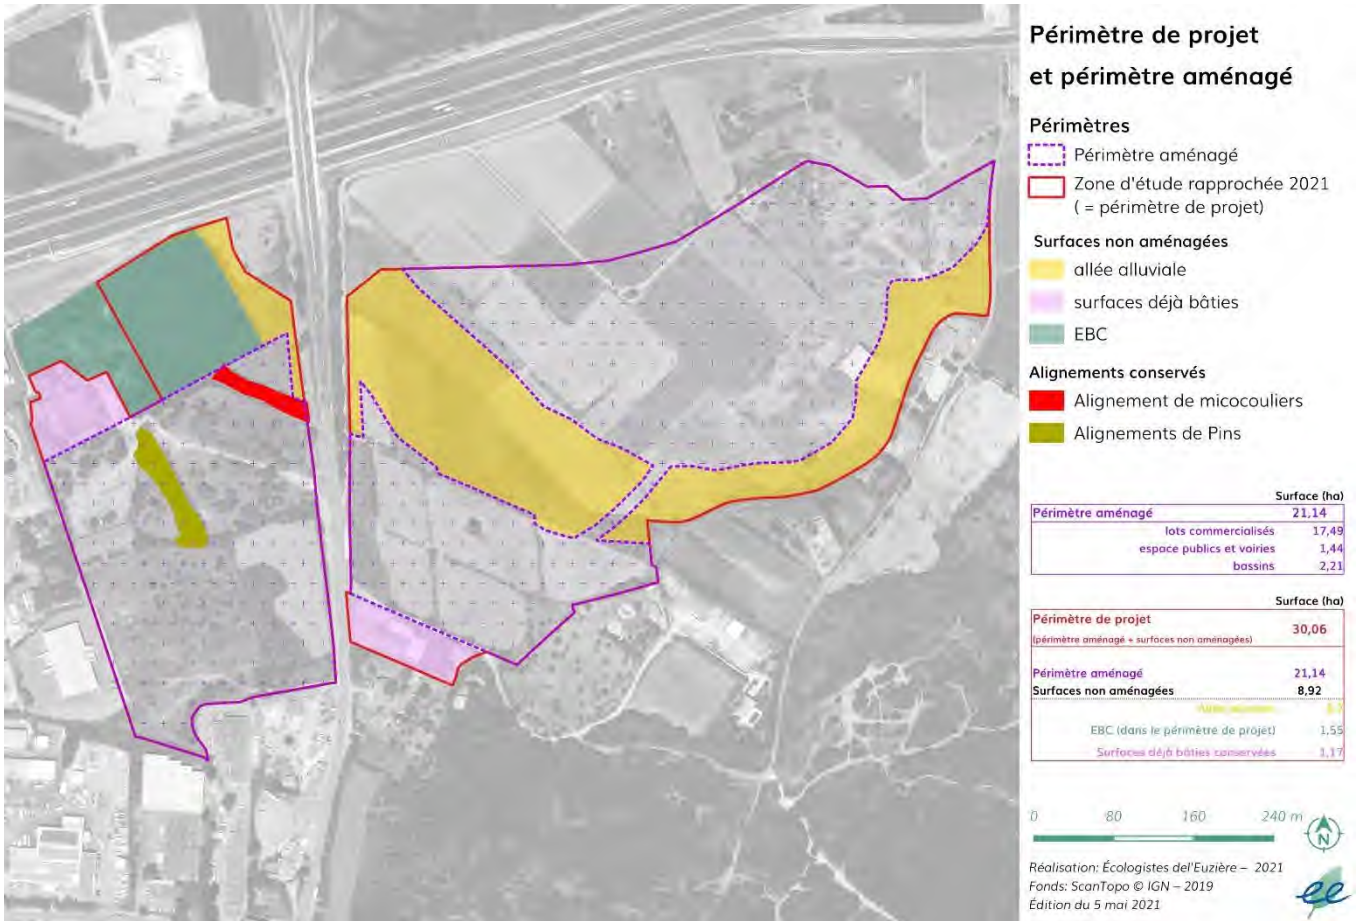 Périmètre de projet
et périmètre aménagé
Périmètres
Périmètre aménagé
Zone d'étude rapprochée 2021
( = périmètre de projet)
Surfaces non aménagées
allée alluviale
surfaces déjà bâties
EBC
Alignements conservés
Alignement de micocouliers
Alignements de Pins
Surface (ha)
Périmètre aménagé 21,14
lots commercialisés 17,49
espace publics et voiries 1,44
bassins 2,21
Surface (ha)
Périmètre de projet
30,06
(périmètre aménagé + surfaces non aménagées)
Périmètre aménagé 21,14
Surfaces non aménagées 8,92
EBC (dans le périmètre de projet) 1,55
Surfaces déjà bâties conservées 1,17
0 80 160 240 m
N
Réalisation: Écologistes del'Euzière – 2021
Fonds: ScanTopo © IGN – 2019
Édition du 5 mai 2021
ee